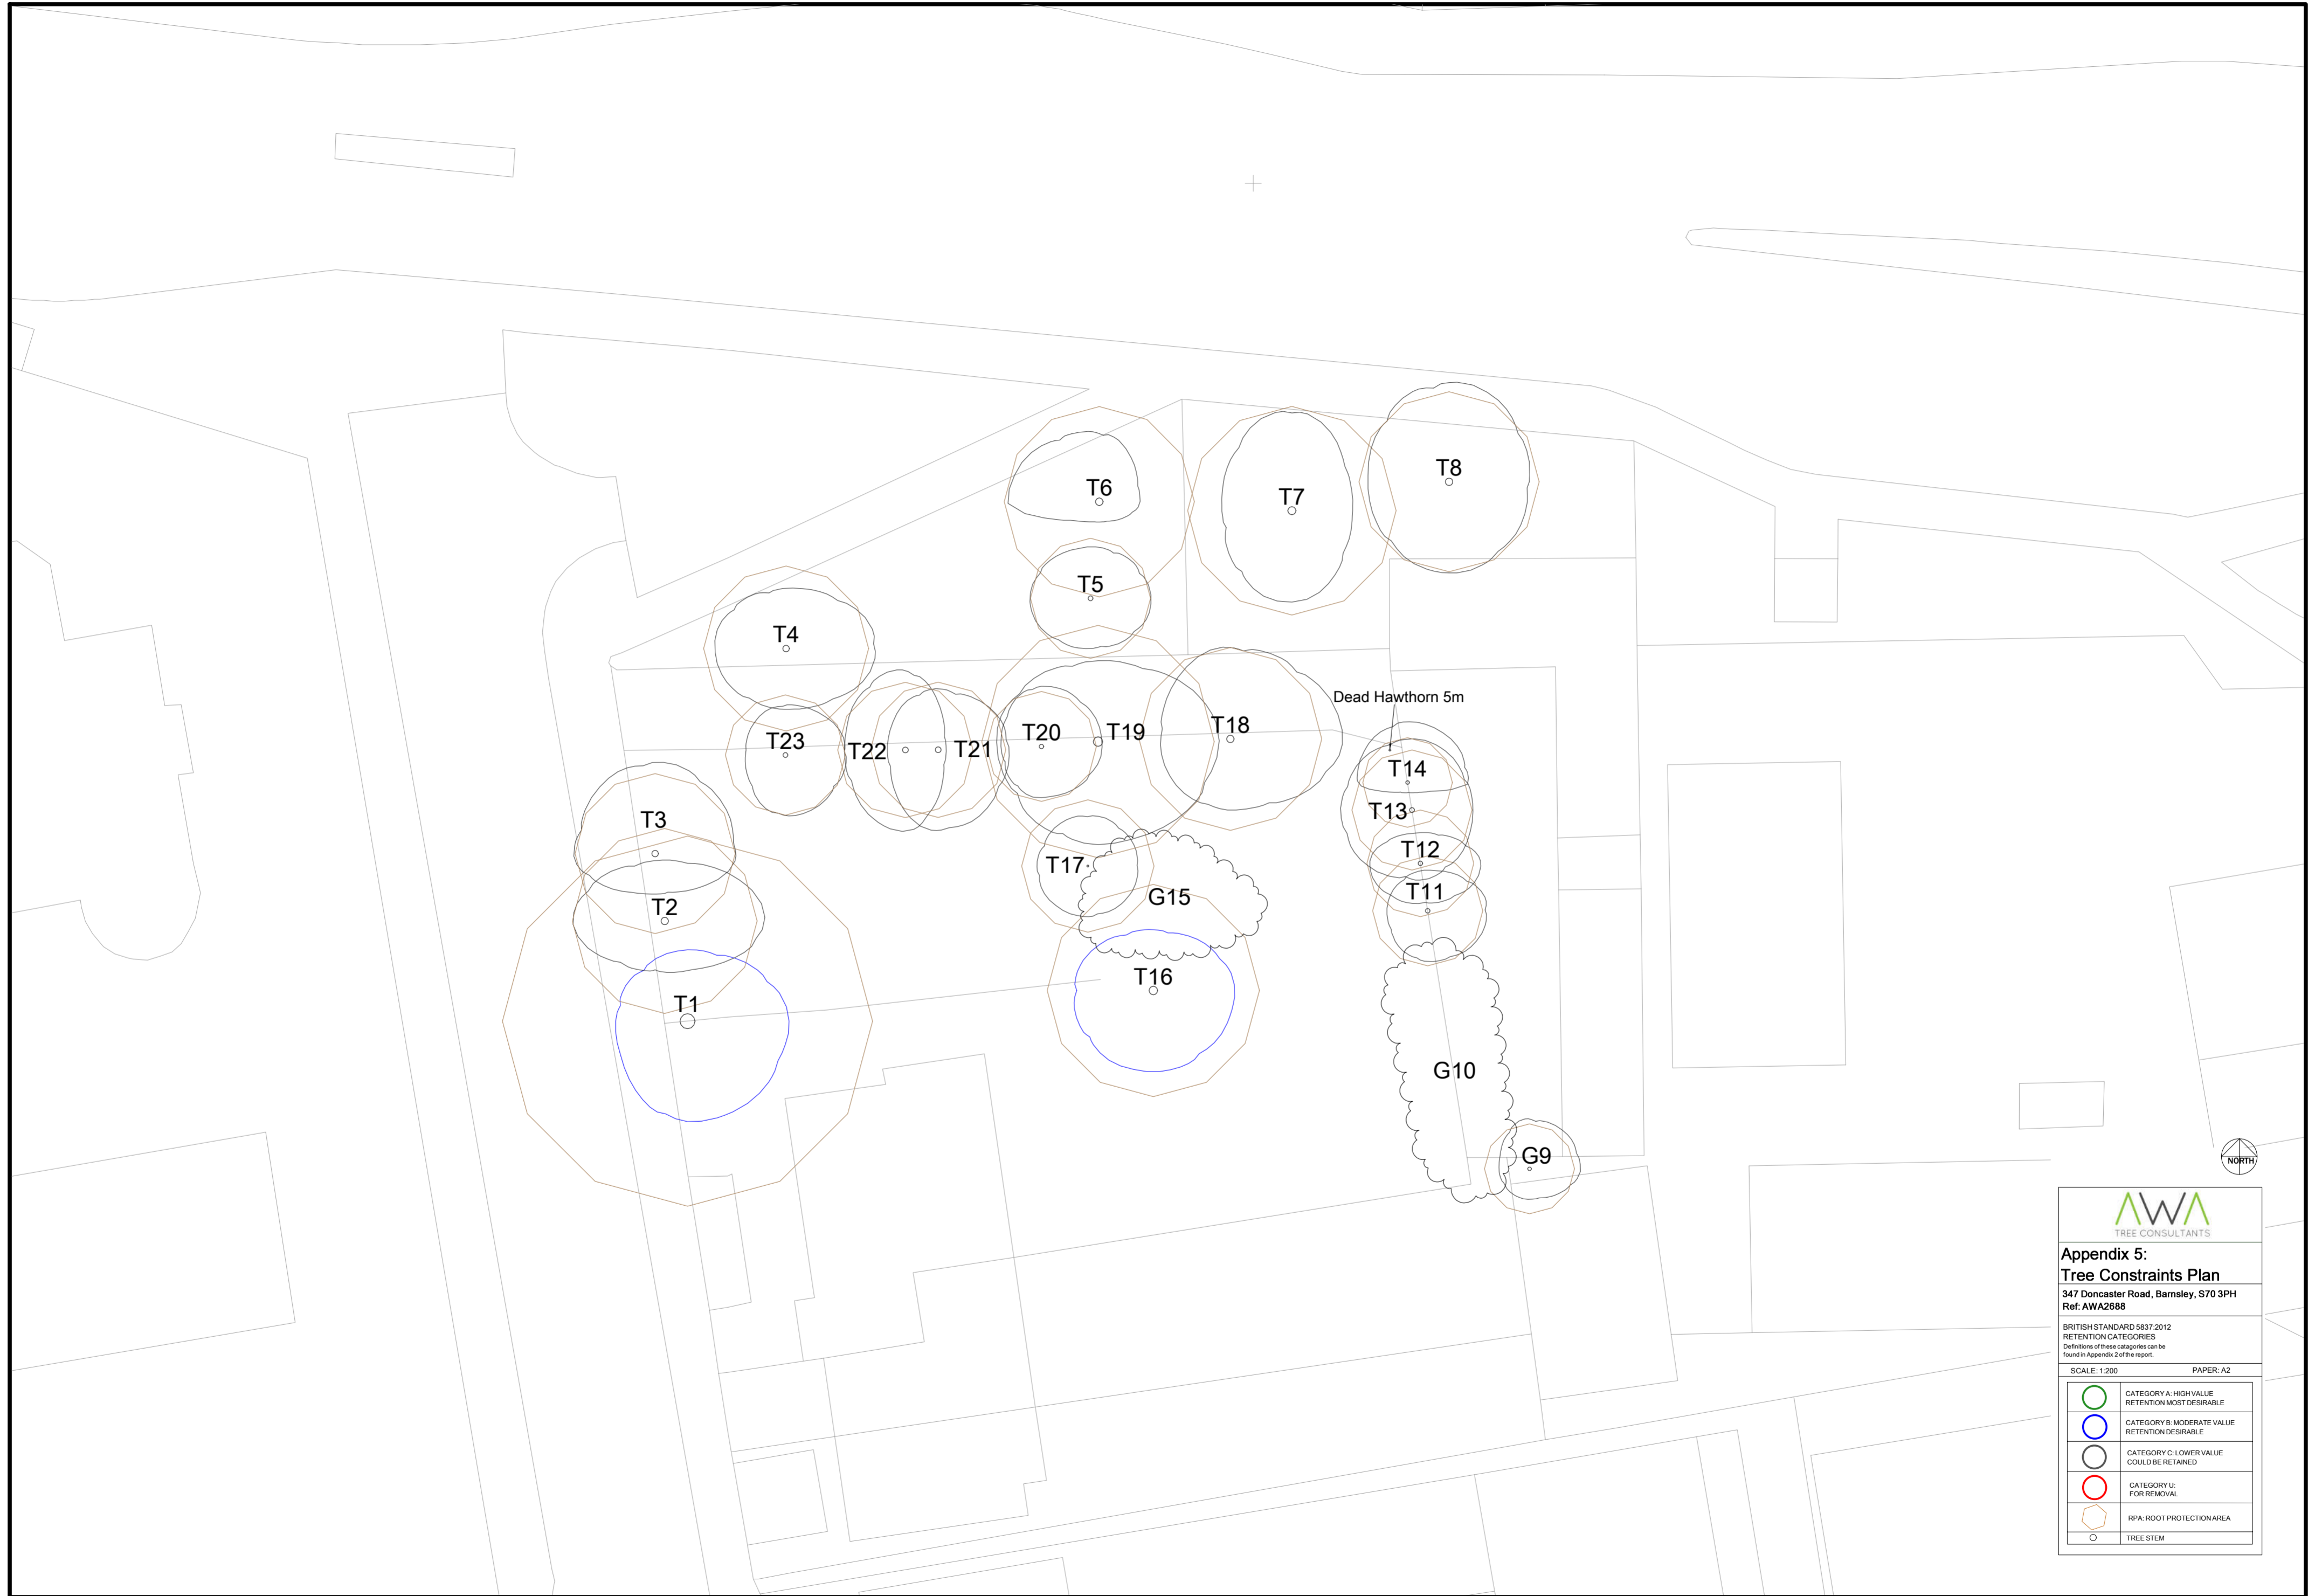 T6
T7
T8
T5
T4
Dead Hawthorn 5m
T23
T22
T21
T20
T19
T18
T14
T13
T3
T12
T17
T11
G15
T2
T16
T1
G10
G9
NORTH
AWA
TREE CONSULTANTS
Appendix 5:
Tree Constraints Plan
347 Doncaster Road, Barnsley, S70 3PH
Ref: AWA2688
BRITISH STANDARD 5837:2012
RETENTION CATEGORIES
Definitions of these catagories can be
found in Appendix 2 of the report.
SCALE: 1:200 PAPER: A2
CATEGORY A: HIGH VALUE
RETENTION MOST DESIRABLE
CATEGORY B: MODERATE VALUE
RETENTION DESIRABLE
CATEGORY C: LOWER VALUE
COULD BE RETAINED
CATEGORY U:
FOR REMOVAL
RPA: ROOT PROTECTION AREA
TREE STEM